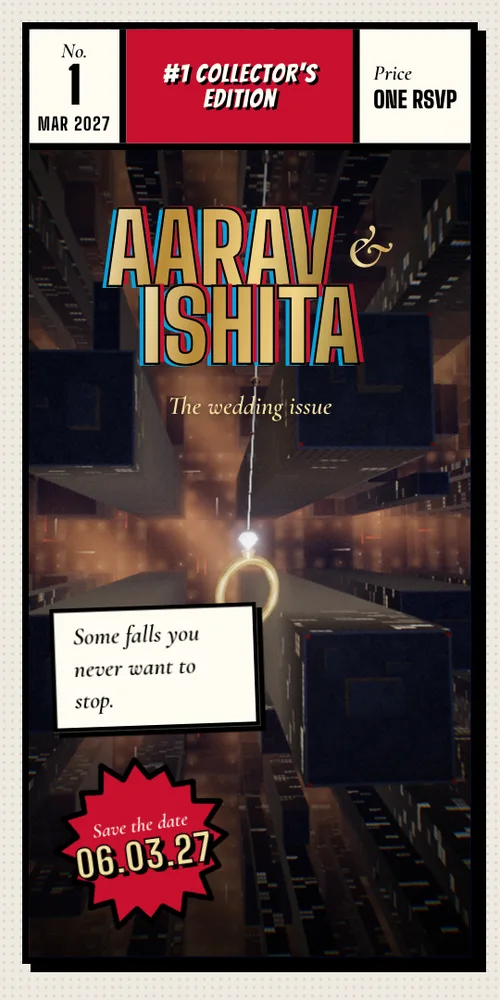 No.
1
MAR 2027
#1 COLLECTOR'S
EDITION
Price
ONE RSVP
AARAV &
ISHITA
The wedding issue
Some falls you
never want to
stop.
Save the date
06.03.27